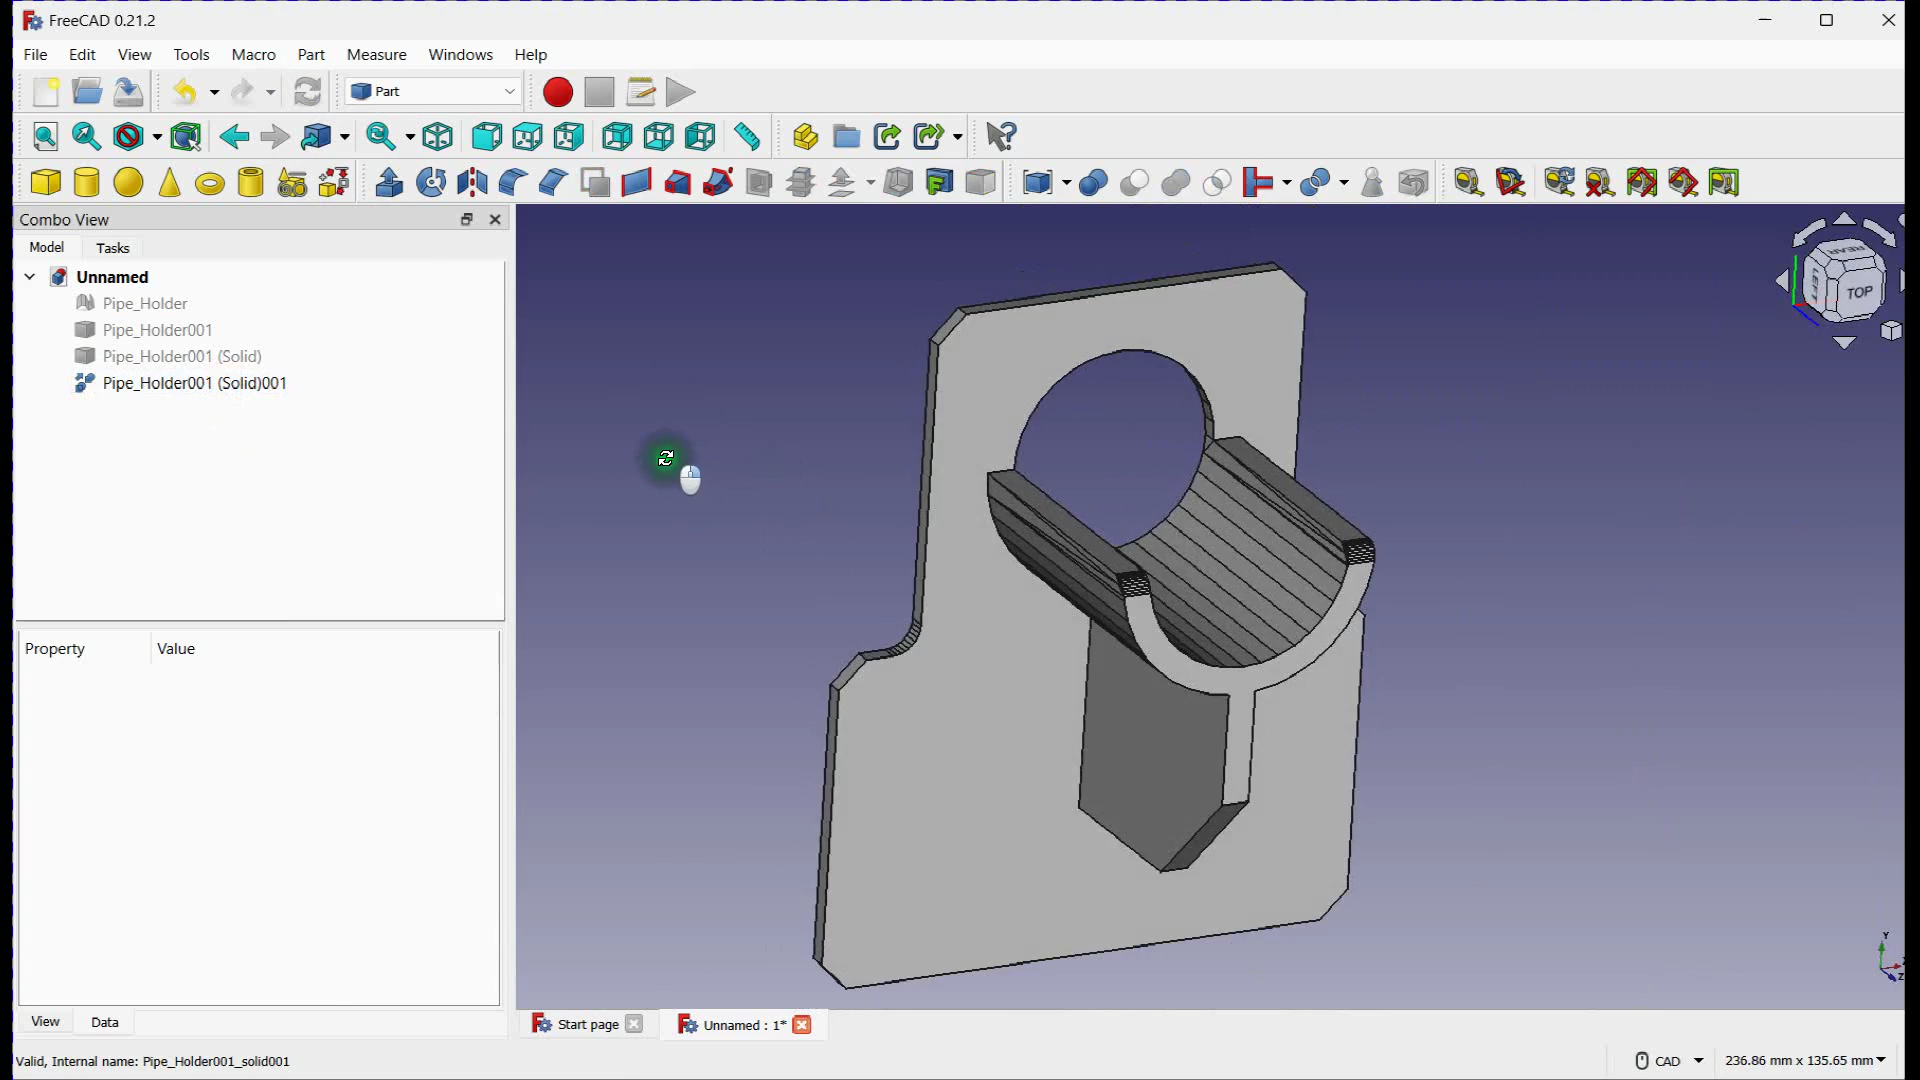 FreeCAD 0.21.2
File Edit View Tools Macro Part Measure Windows Help
Part
Combo View
Model Tasks
Unnamed
Pipe_Holder
Pipe_Holder001
Pipe_Holder001 (Solid)
Pipe_Holder001 (Solid)001
Property Value
View Data
REAR
LEFT
TOP
Y
Z
Start page
Unnamed : 1*
Valid, Internal name: Pipe_Holder001_solid001
CAD
236.86 mm x 135.65 mm